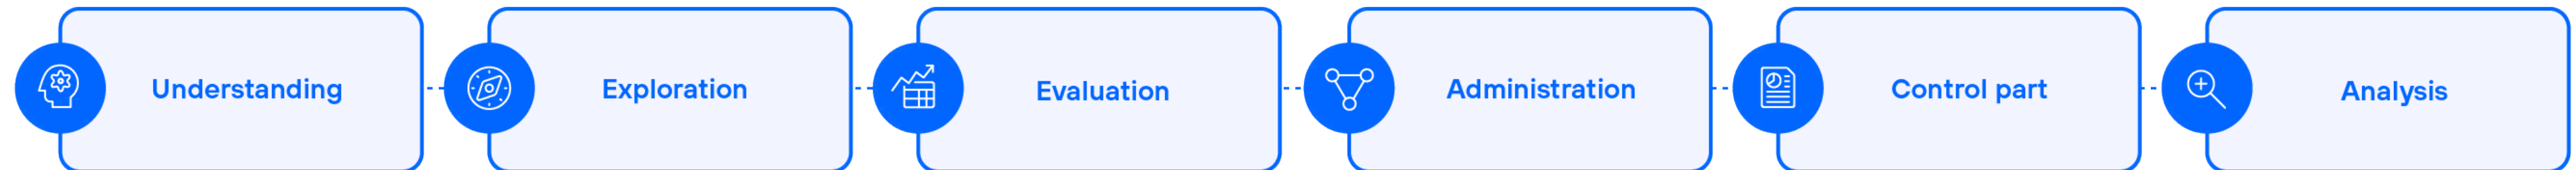 Understanding
Exploration
Evaluation
Administration
Control part
Analysis